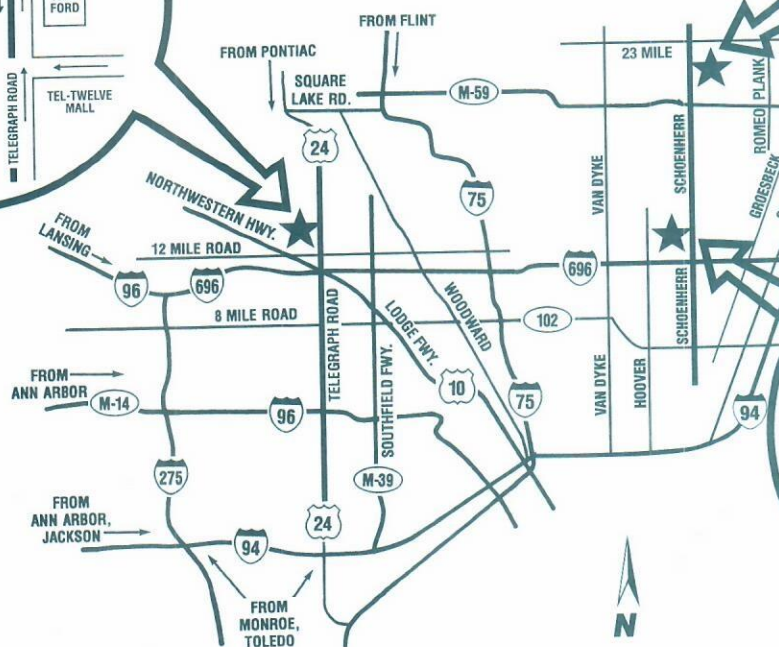 FORD
TELEGRAPH ROAD
TEL-TWELVE
MALL
FROM PONTIAC
FROM FLINT
SQUARE
LAKE RD.
M-59
23 MILE
ROMEO PLANK
24
75
NORTHWESTERN HWY.
VAN DYKE
SCHOENHERR
GROESBECK
FROM
LANSING
12 MILE ROAD
96
696
696
8 MILE ROAD
TELEGRAPH ROAD
LODGE FWY.
WOODWARD
102
SCHOENHERR
FROM
ANN ARBOR
M-14
96
SOUTHFIELD FWY.
10
75
VAN DYKE
HOOVER
94
275
M-39
FROM
ANN ARBOR,
JACKSON
94
24
FROM
MONROE,
TOLEDO
N